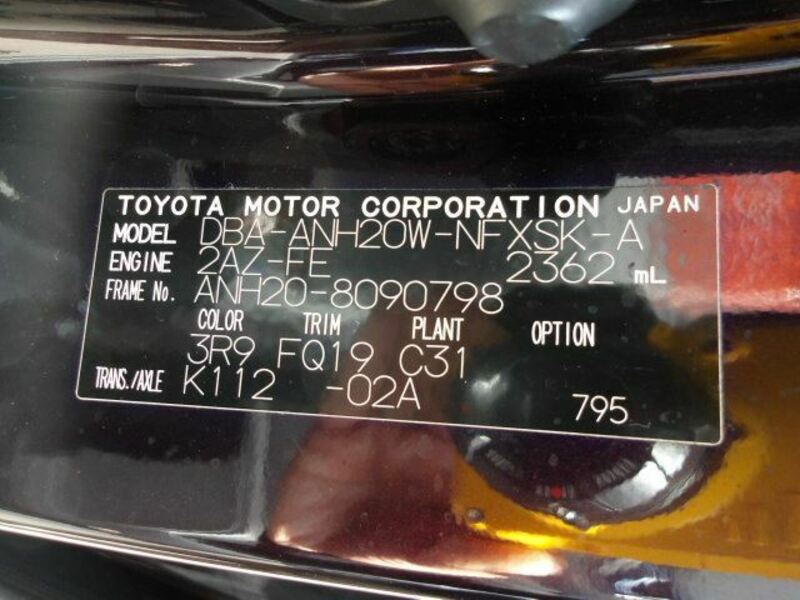 TOYOTA MOTOR CORPORATION JAPAN
MODEL DBA-ANH20W-NFXSK-A
ENGINE 2AZ-FE 2362 mL
FRAME No. ANH20-8090798
COLOR TRIM PLANT OPTION
3R9 FQ19 C31
TRANS./AXLE K112 -02A
795